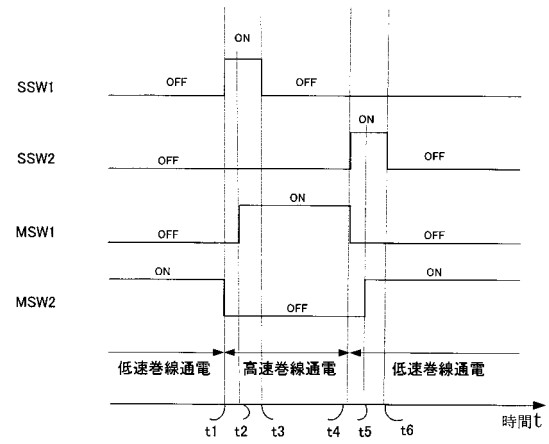 ON
SSW1 OFF OFF
ON
SSW2 OFF OFF
ON
MSW1 OFF OFF
ON ON
MSW2 OFF
低速巻線通電 高速巻線通電 低速巻線通電
t1 t2 t3 t4 t5 t6 時間t